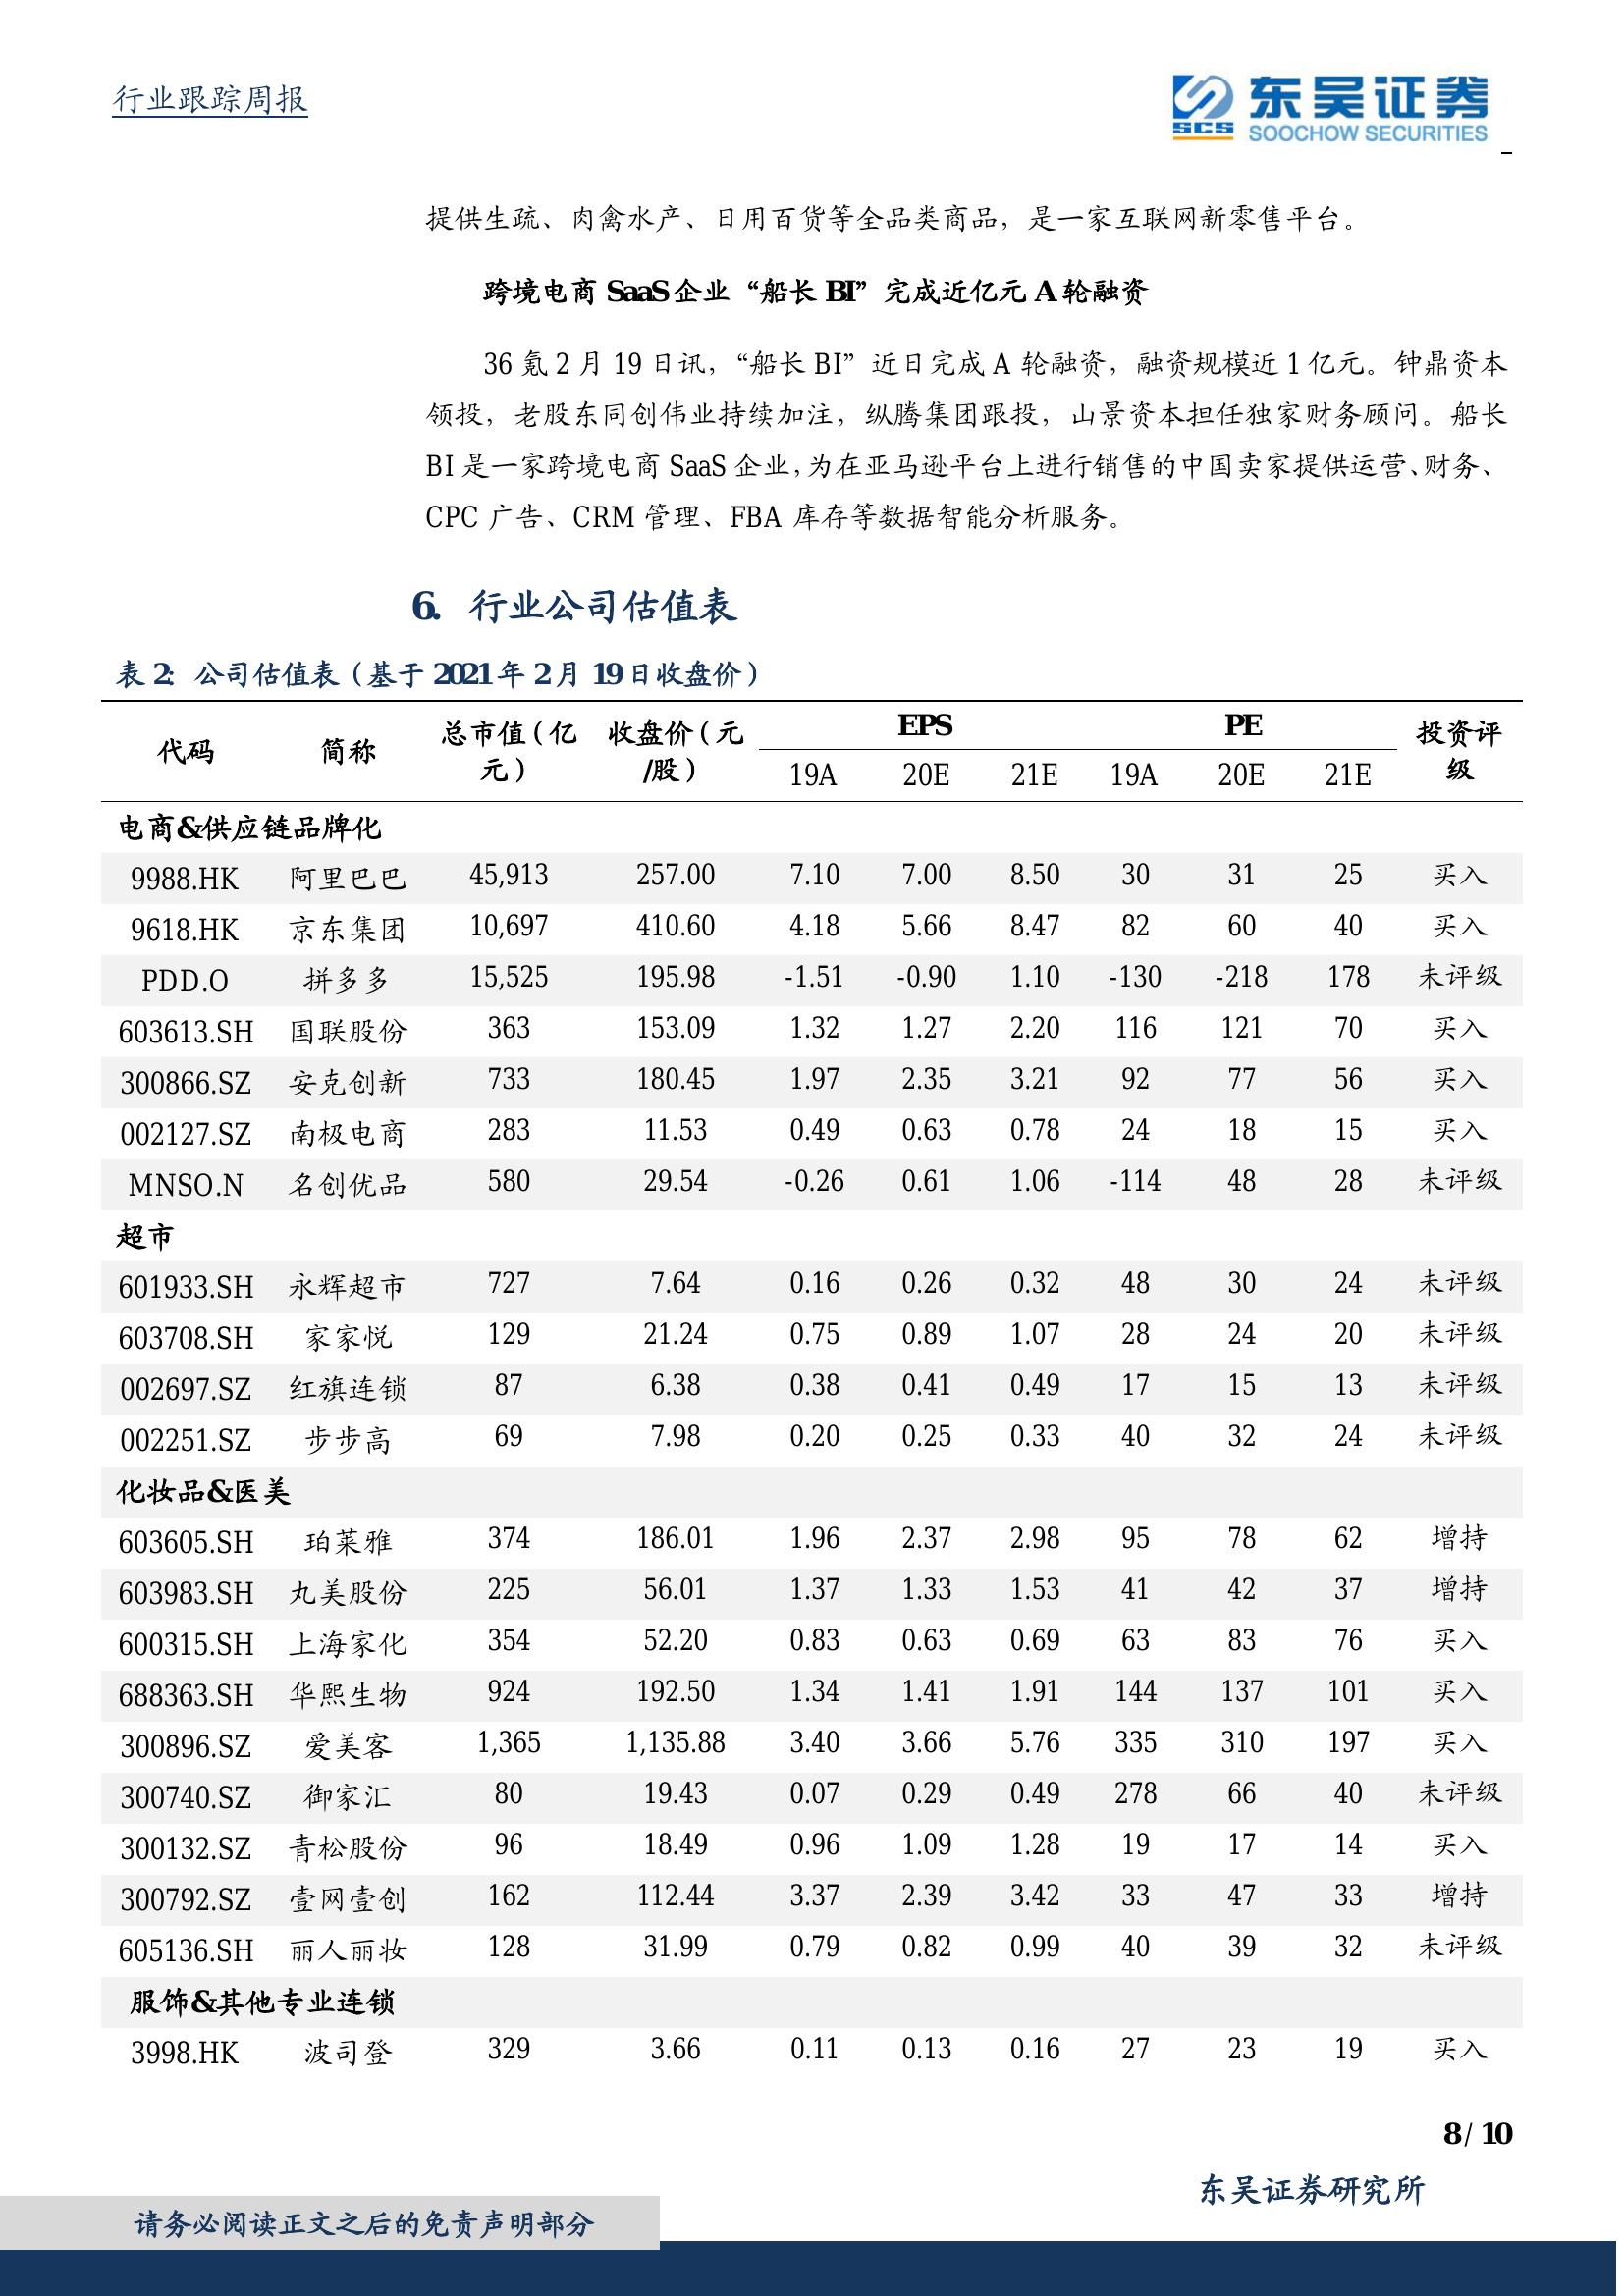 行业跟踪周报
SCS
东吴证券
SOOCHOW SECURITIES
提供生疏、肉禽水产、日用百货等全品类商品，是一家互联网新零售平台。
跨境电商 SaaS 企业“船长 BI”完成近亿元 A 轮融资
36 氪 2 月 19 日讯，“船长 BI”近日完成 A 轮融资，融资规模近 1 亿元。钟鼎资本
领投，老股东同创伟业持续加注，纵腾集团跟投，山景资本担任独家财务顾问。船长
BI 是一家跨境电商 SaaS 企业，为在亚马逊平台上进行销售的中国卖家提供运营、财务、
CPC 广告、CRM 管理、FBA 库存等数据智能分析服务。
6. 行业公司估值表
表 2：公司估值表（基于 2021 年 2 月 19 日收盘价）
代码 简称 总市值（亿元） 收盘价（元/股） EPS PE 投资评级
19A 20E 21E 19A 20E 21E
电商&供应链品牌化
9988.HK 阿里巴巴 45,913 257.00 7.10 7.00 8.50 30 31 25 买入
9618.HK 京东集团 10,697 410.60 4.18 5.66 8.47 82 60 40 买入
PDD.O 拼多多 15,525 195.98 -1.51 -0.90 1.10 -130 -218 178 未评级
603613.SH 国联股份 363 153.09 1.32 1.27 2.20 116 121 70 买入
300866.SZ 安克创新 733 180.45 1.97 2.35 3.21 92 77 56 买入
002127.SZ 南极电商 283 11.53 0.49 0.63 0.78 24 18 15 买入
MNSO.N 名创优品 580 29.54 -0.26 0.61 1.06 -114 48 28 未评级
超市
601933.SH 永辉超市 727 7.64 0.16 0.26 0.32 48 30 24 未评级
603708.SH 家家悦 129 21.24 0.75 0.89 1.07 28 24 20 未评级
002697.SZ 红旗连锁 87 6.38 0.38 0.41 0.49 17 15 13 未评级
002251.SZ 步步高 69 7.98 0.20 0.25 0.33 40 32 24 未评级
化妆品&医美
603605.SH 珀莱雅 374 186.01 1.96 2.37 2.98 95 78 62 增持
603983.SH 丸美股份 225 56.01 1.37 1.33 1.53 41 42 37 增持
600315.SH 上海家化 354 52.20 0.83 0.63 0.69 63 83 76 买入
688363.SH 华熙生物 924 192.50 1.34 1.41 1.91 144 137 101 买入
300896.SZ 爱美客 1,365 1,135.88 3.40 3.66 5.76 335 310 197 买入
300740.SZ 御家汇 80 19.43 0.07 0.29 0.49 278 66 40 未评级
300132.SZ 青松股份 96 18.49 0.96 1.09 1.28 19 17 14 买入
300792.SZ 壹网壹创 162 112.44 3.37 2.39 3.42 33 47 33 增持
605136.SH 丽人丽妆 128 31.99 0.79 0.82 0.99 40 39 32 未评级
服饰&其他专业连锁
3998.HK 波司登 329 3.66 0.11 0.13 0.16 27 23 19 买入
8 / 10
东吴证券研究所
请务必阅读正文之后的免责声明部分